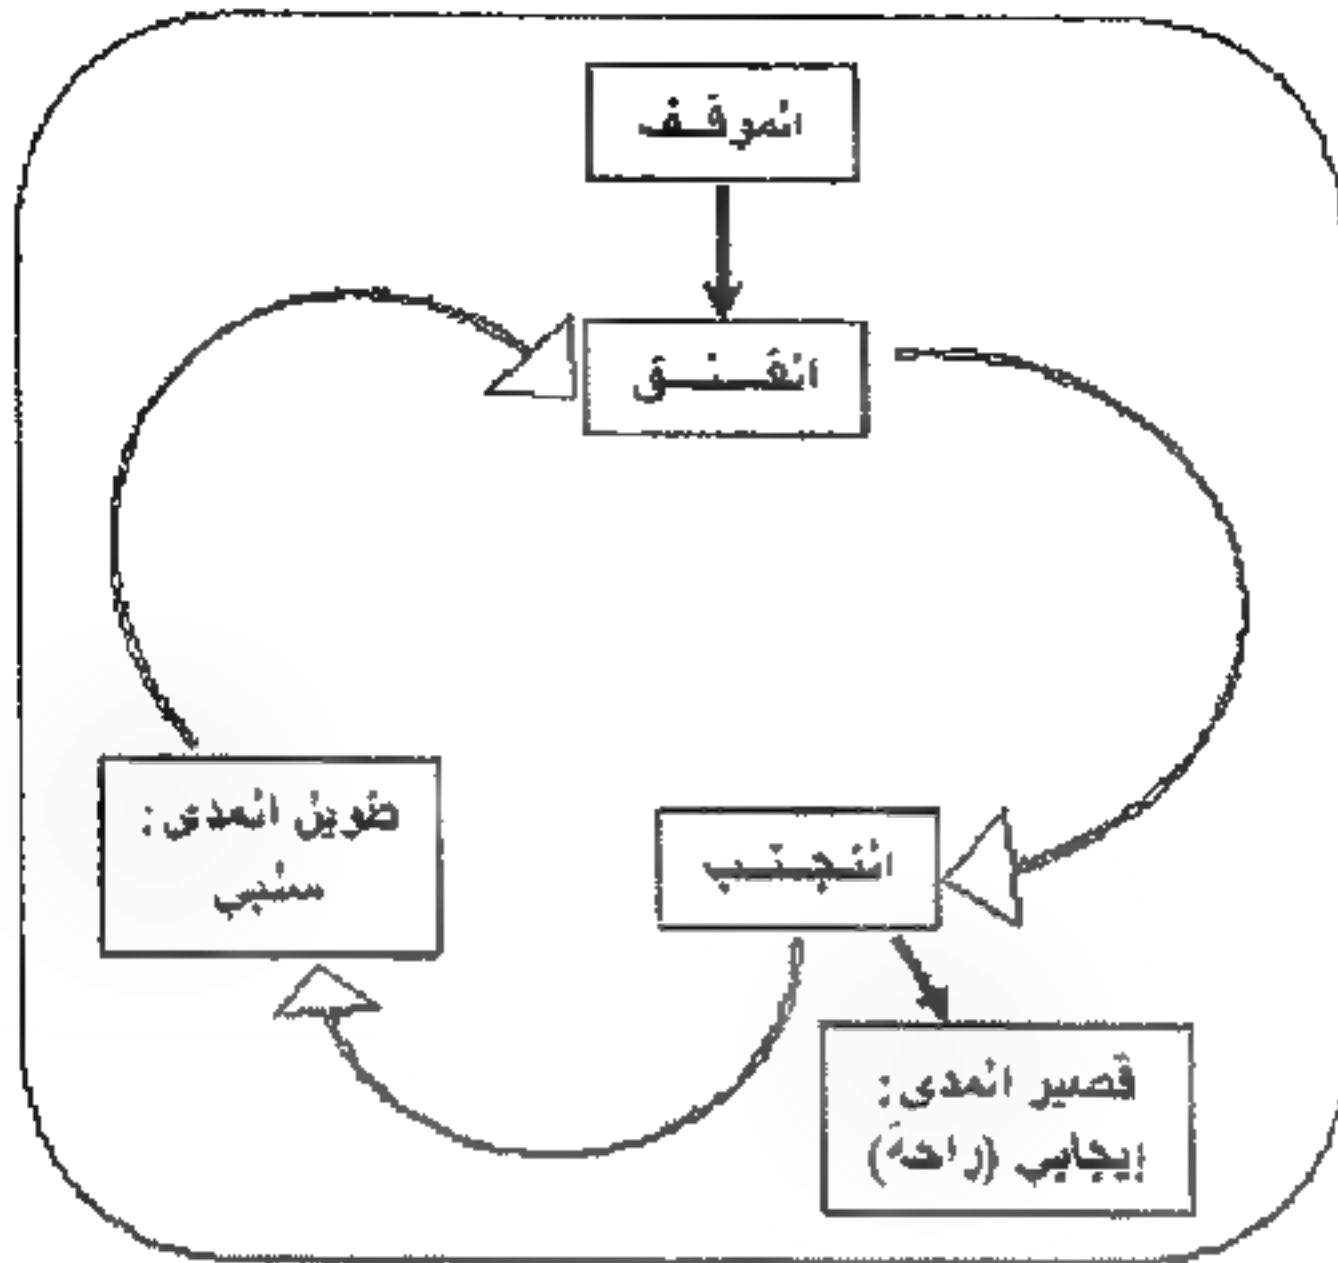 الموقف
القلق
التجنب
قصير المدى:
إيجابي (راحة)
طويل المدى:
سلبي